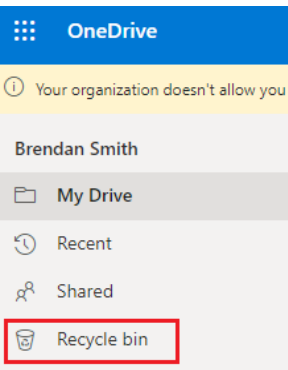 OneDrive
Your organization doesn't allow you
Brendan Smith
My Drive
Recent
Shared
Recycle bin